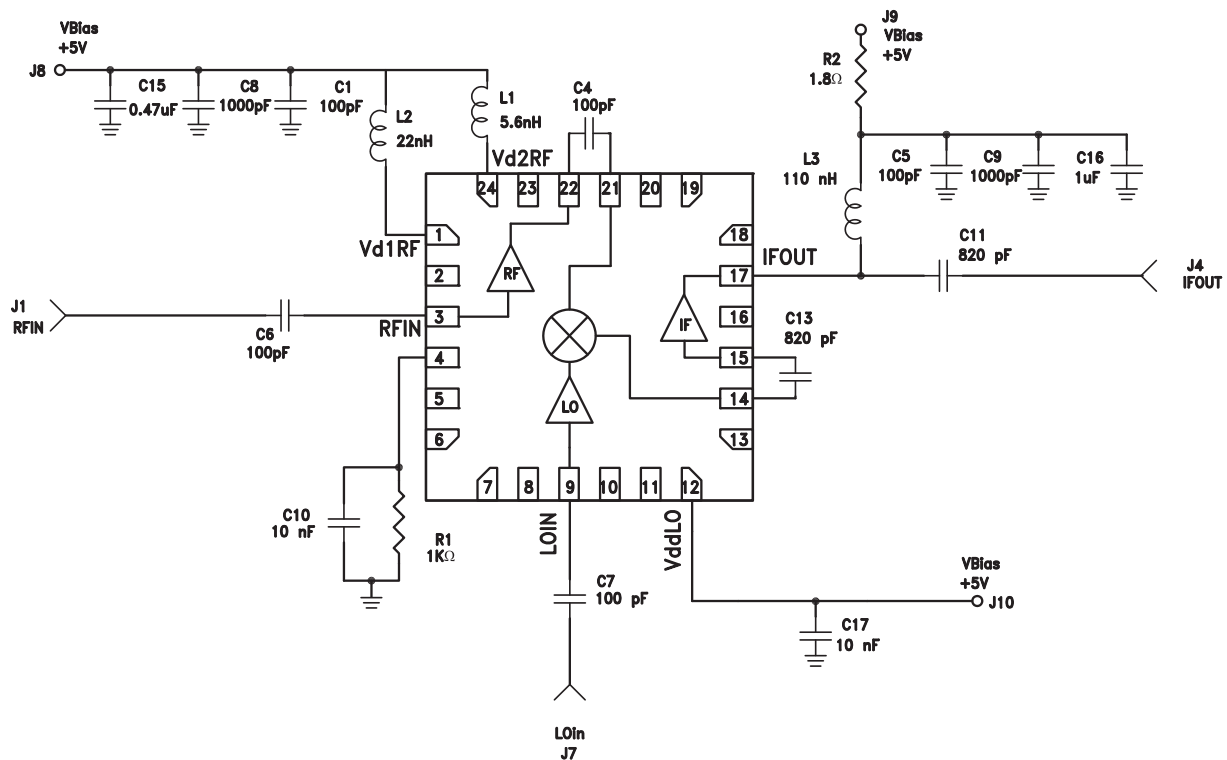 VBias
+5V
J8
C15
0.47uF
C8
1000pF
C1
100pF
L2
22nH
L1
5.6nH
C4
100pF
J9
VBias
+5V
R2
1.8Ω
L3
110 nH
C5
100pF
C9
1000pF
C16
1uF
Vd2RF
24
23
22
21
20
19
Vd1RF
1
2
3
4
5
6
RFIN
J1
RFIN
C6
100pF
RF
IF
LO
18
17
16
15
14
13
IFOUT
C11
820 pF
J4
IFOUT
C13
820 pF
7
8
9
10
11
12
LOIN
VddLO
C10
10 nF
R1
1KΩ
C7
100 pF
VBias
+5V
J10
C17
10 nF
LOin
J7